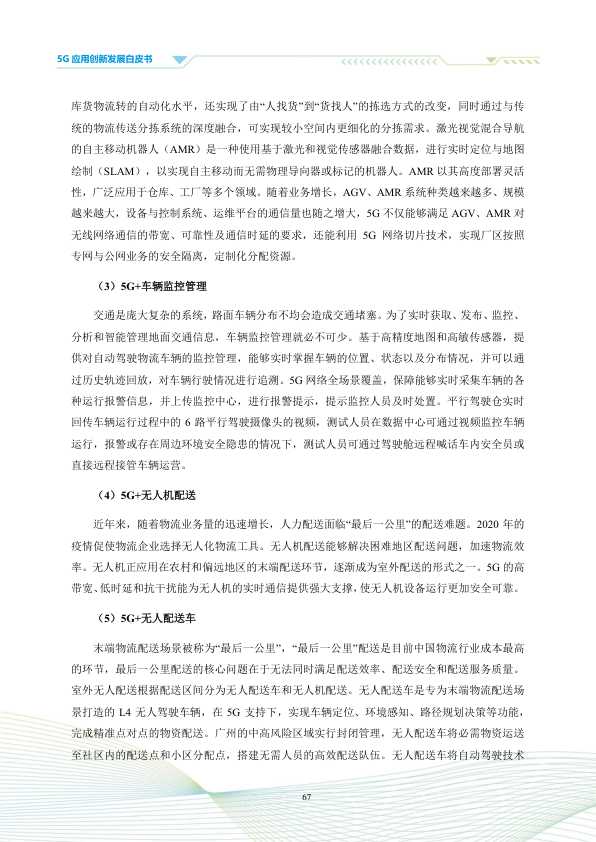 5G 应用创新发展白皮书
库货物流转的自动化水平，还实现了由“人找货”到“货找人”的拣选方式的改变，同时通过与传
统的物流传送分拣系统的深度融合，可实现较小空间内更细化的分拣需求。激光视觉混合导航
的自主移动机器人（AMR）是一种使用基于激光和视觉传感器融合数据，进行实时定位与地图
绘制（SLAM），以实现自主移动而无需物理导向器或标记的机器人。AMR 以其高度部署灵活
性，广泛应用于仓库、工厂等多个领域。随着业务增长，AGV、AMR 系统种类越来越多、规模
越来越大，设备与控制系统、运维平台的通信量也随之增大，5G 不仅能够满足 AGV、AMR 对
无线网络通信的带宽、可靠性及通信时延的要求，还能利用 5G 网络切片技术，实现厂区按照
专网与公网业务的安全隔离，定制化分配资源。
（3）5G+车辆监控管理
交通是庞大复杂的系统，路面车辆分布不均会造成交通堵塞。为了实时获取、发布、监控、
分析和智能管理地面交通信息，车辆监控管理就必不可少。基于高精度地图和高敏传感器，提
供对自动驾驶物流车辆的监控管理，能够实时掌握车辆的位置、状态以及分布情况，并可以通
过历史轨迹回放，对车辆行驶情况进行追溯。5G 网络全场景覆盖，保障能够实时采集车辆的各
种运行报警信息，并上传监控中心，进行报警提示，提示监控人员及时处置。平行驾驶仓实时
回传车辆运行过程中的 6 路平行驾驶摄像头的视频，测试人员在数据中心可通过视频监控车辆
运行，报警或存在周边环境安全隐患的情况下，测试人员可通过驾驶舱远程喊话车内安全员或
直接远程接管车辆运营。
（4）5G+无人机配送
近年来，随着物流业务量的迅速增长，人力配送面临“最后一公里”的配送难题。2020 年的
疫情促使物流企业选择无人化物流工具。无人机配送能够解决困难地区配送问题，加速物流效
率。无人机正应用在农村和偏远地区的末端配送环节，逐渐成为室外配送的形式之一。5G 的高
带宽、低时延和抗干扰能为无人机的实时通信提供强大支撑，使无人机设备运行更加安全可靠。
（5）5G+无人配送车
末端物流配送场景被称为“最后一公里”，“最后一公里”配送是目前中国物流行业成本最高
的环节，最后一公里配送的核心问题在于无法同时满足配送效率、配送安全和配送服务质量。
室外无人配送根据配送区间分为无人配送车和无人机配送。无人配送车是专为末端物流配送场
景打造的 L4 无人驾驶车辆，在 5G 支持下，实现车辆定位、环境感知、路径规划决策等功能，
完成精准点对点的物资配送。广州的中高风险区域实行封闭管理，无人配送车将必需物资运送
至社区内的配送点和小区分配点，搭建无需人员的高效配送队伍。无人配送车将自动驾驶技术
67